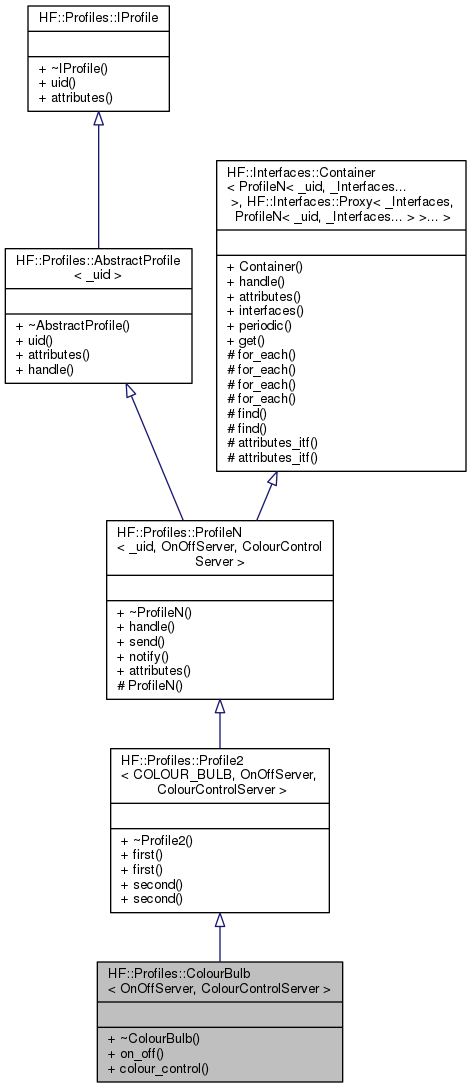 HF::Profiles::IProfile
+ ~IProfile()
+ uid()
+ attributes()
HF::Interfaces::Container
< ProfileN< _uid, _Interfaces...
>, HF::Interfaces::Proxy< _Interfaces,
ProfileN< _uid, _Interfaces... > >... >
+ Container()
+ handle()
+ attributes()
+ interfaces()
+ periodic()
+ get()
# for_each()
# for_each()
# for_each()
# for_each()
# find()
# find()
# attributes_itf()
# attributes_itf()
HF::Profiles::AbstractProfile
< _uid >
+ ~AbstractProfile()
+ uid()
+ attributes()
+ handle()
HF::Profiles::ProfileN
< _uid, OnOffServer, ColourControl
Server >
+ ~ProfileN()
+ handle()
+ send()
+ notify()
+ attributes()
# ProfileN()
HF::Profiles::Profile2
< COLOUR_BULB, OnOffServer,
ColourControlServer >
+ ~Profile2()
+ first()
+ first()
+ second()
+ second()
HF::Profiles::ColourBulb
< OnOffServer, ColourControlServer >
+ ~ColourBulb()
+ on_off()
+ colour_control()